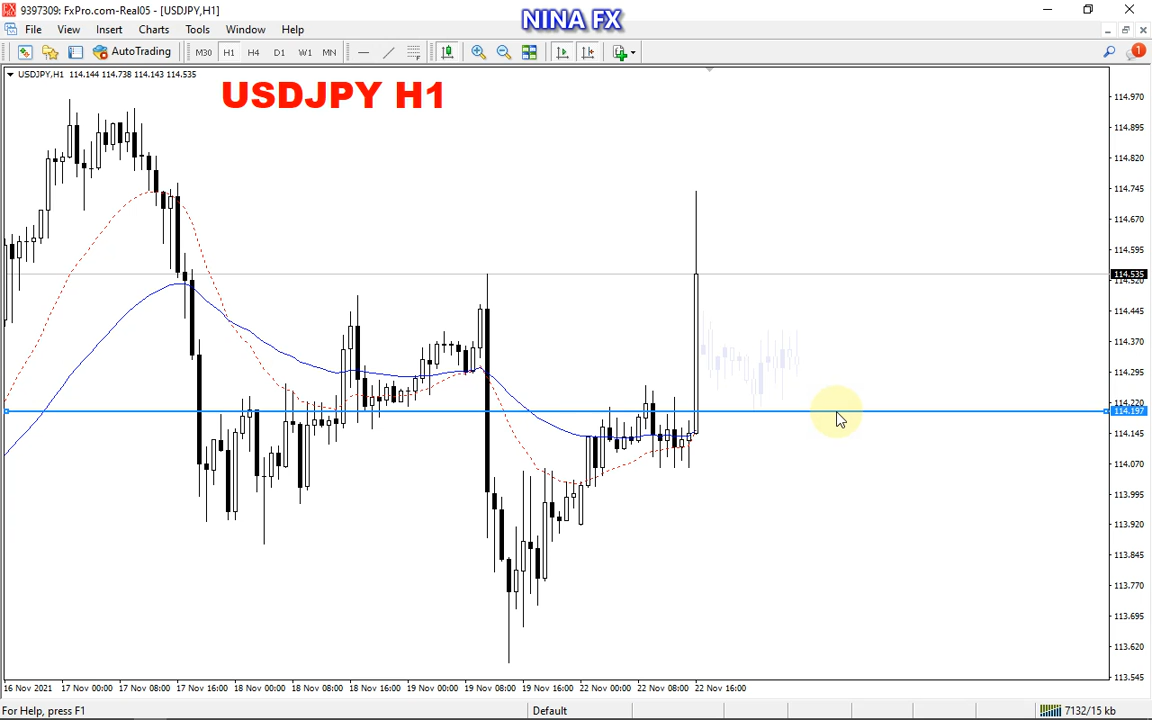 9397309: FxPro.com-Real05 - [USDJPY,H1]
NINA FX
File View Insert Charts Tools Window Help
AutoTrading M30 H1 H4 D1 W1 MN 1
USDJPY,H1 114.144 114.738 114.143 114.535
USDJPY H1
114.970
114.895
114.820
114.745
114.670
114.595
114.535
114.520
114.445
114.370
114.295
114.220
114.197
114.145
114.070
113.995
113.920
113.845
113.770
113.695
113.620
113.545
16 Nov 2021 17 Nov 00:00 17 Nov 08:00 17 Nov 16:00 18 Nov 00:00 18 Nov 08:00 18 Nov 16:00 19 Nov 00:00 19 Nov 08:00 19 Nov 16:00 22 Nov 00:00 22 Nov 08:00 22 Nov 16:00
For Help, press F1 Default 7132/15 kb